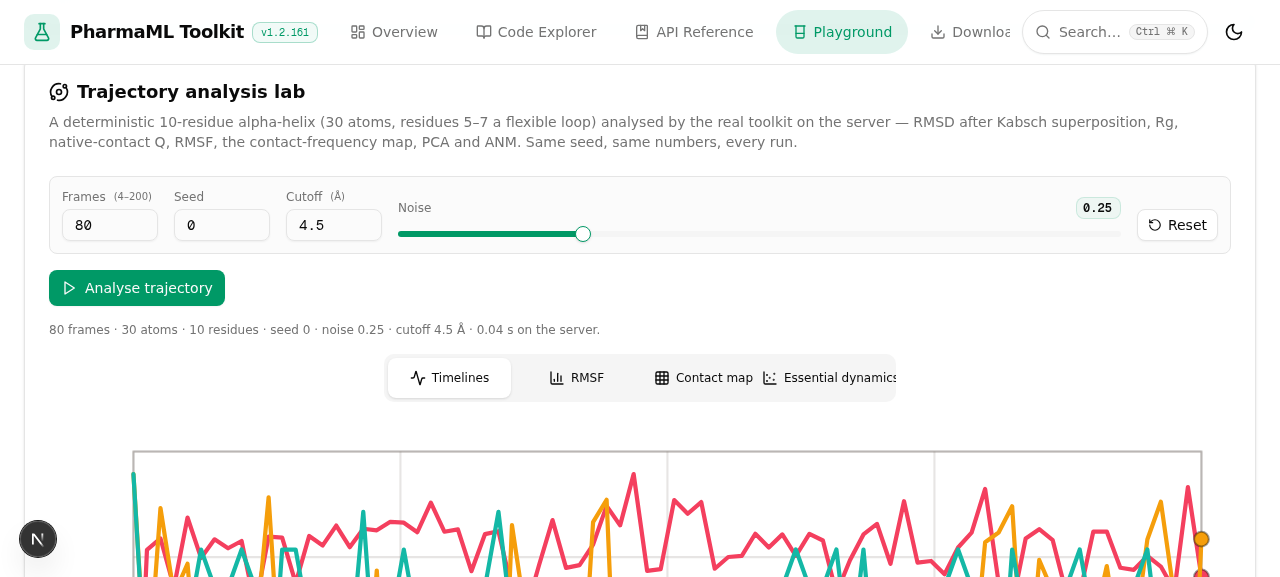 PharmaML Toolkit v1.2.161 Overview Code Explorer API Reference Playground Downloa Search... Ctrl ⌘ K
Trajectory analysis lab
A deterministic 10-residue alpha-helix (30 atoms, residues 5–7 a flexible loop) analysed by the real toolkit on the server — RMSD after Kabsch superposition, Rg,
native-contact Q, RMSF, the contact-frequency map, PCA and ANM. Same seed, same numbers, every run.
Frames (4–200) Seed Cutoff (Å) Noise 0.25
80 0 4.5 Reset
Analyse trajectory
80 frames · 30 atoms · 10 residues · seed 0 · noise 0.25 · cutoff 4.5 Å · 0.04 s on the server.
Timelines RMSF Contact map Essential dynamics
N